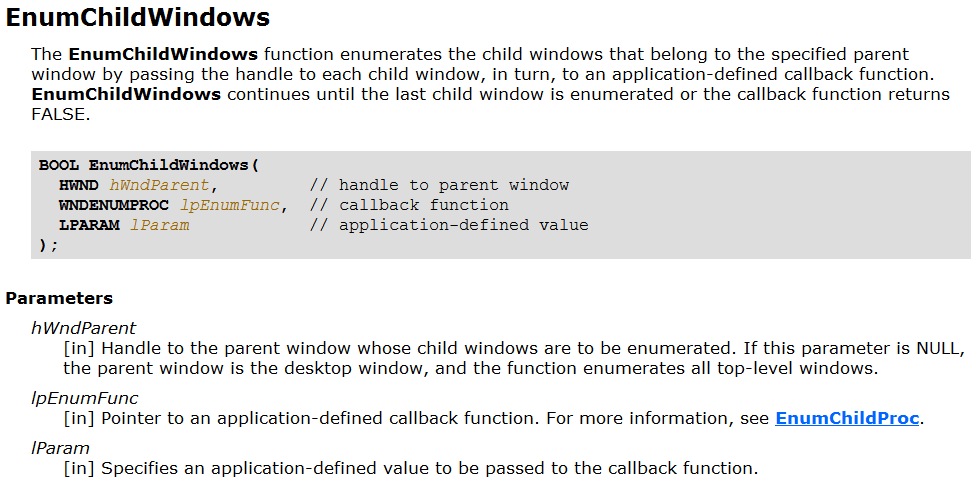 EnumChildWindows
The EnumChildWindows function enumerates the child windows that belong to the specified parent
window by passing the handle to each child window, in turn, to an application-defined callback function.
EnumChildWindows continues until the last child window is enumerated or the callback function returns
FALSE.
BOOL EnumChildWindows(
  HWND hWndParent,         // handle to parent window
  WNDENUMPROC lpEnumFunc,  // callback function
  LPARAM lParam            // application-defined value
);
Parameters
hWndParent
[in] Handle to the parent window whose child windows are to be enumerated. If this parameter is NULL,
the parent window is the desktop window, and the function enumerates all top-level windows.
lpEnumFunc
[in] Pointer to an application-defined callback function. For more information, see EnumChildProc.
lParam
[in] Specifies an application-defined value to be passed to the callback function.